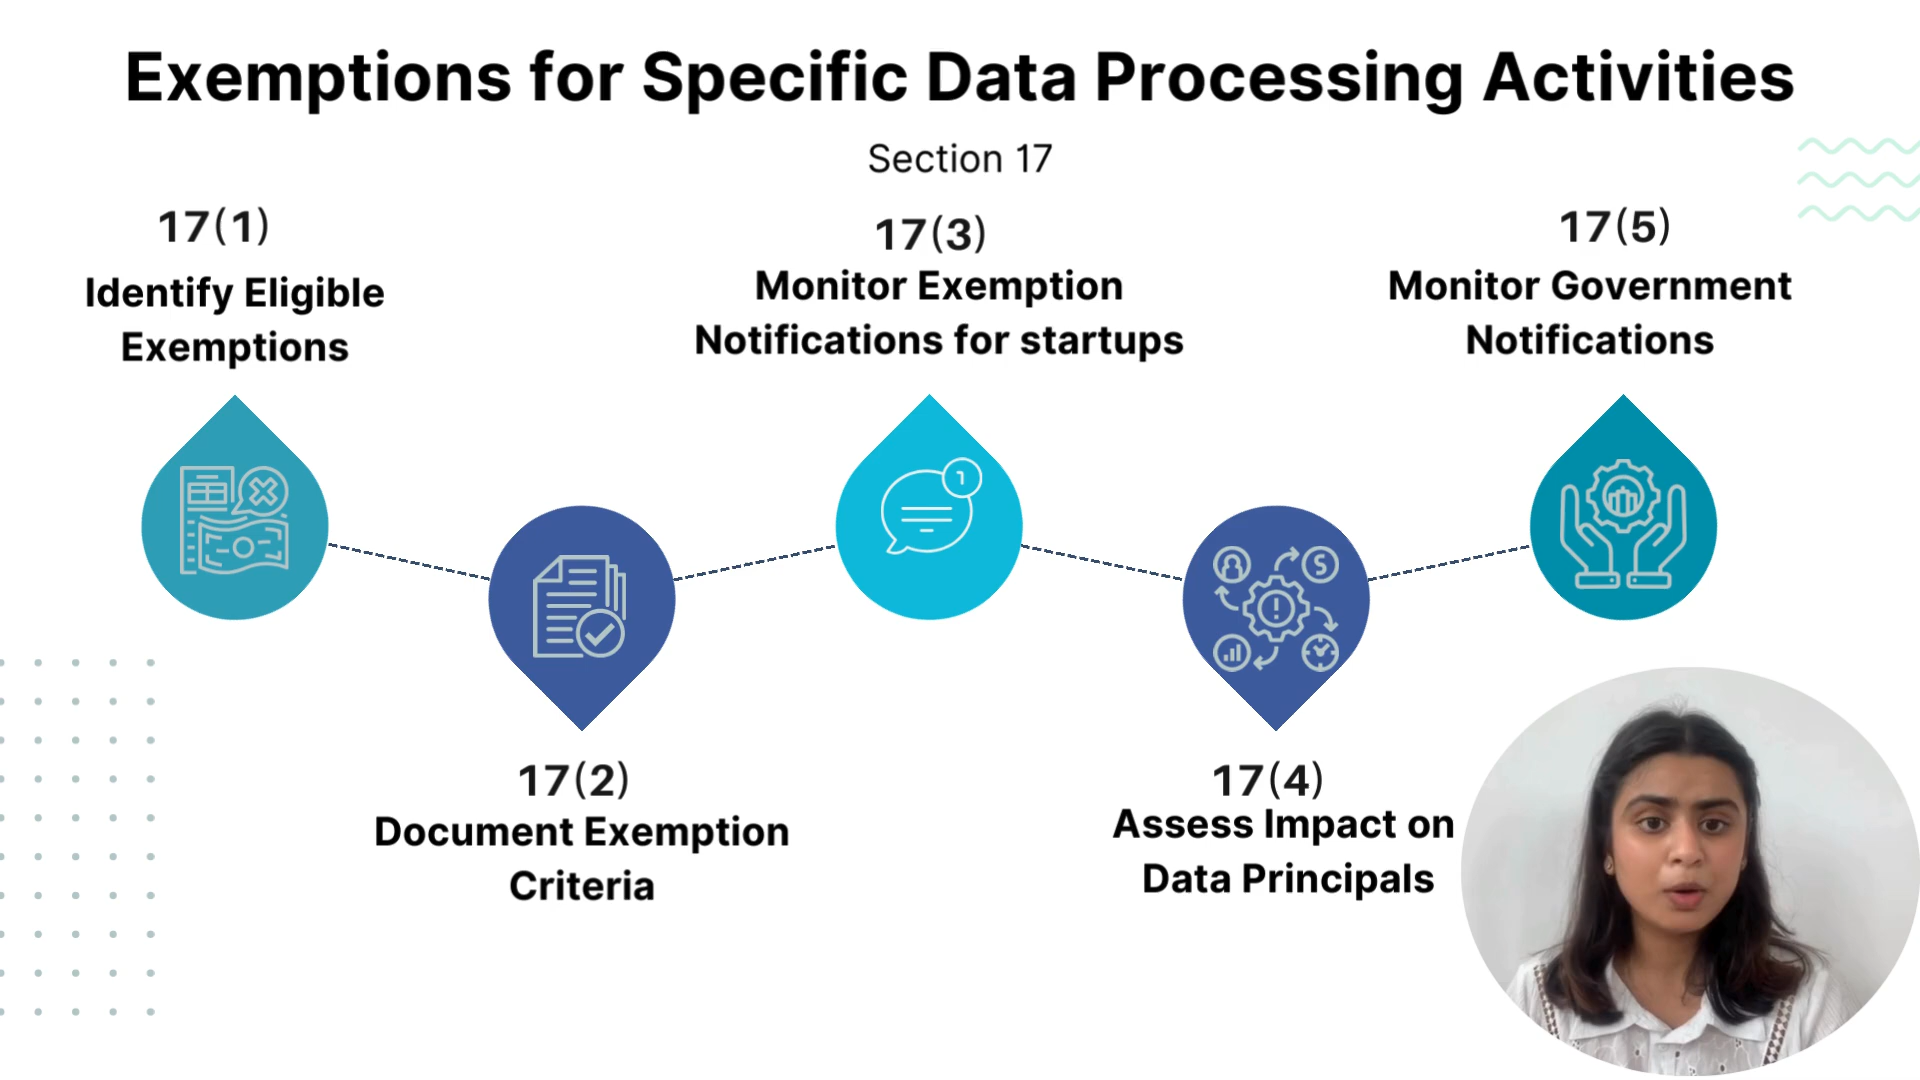 Exemptions for Specific Data Processing Activities
Section 17
17(1)
Identify Eligible
Exemptions
17(2)
Document Exemption
Criteria
17(3)
Monitor Exemption
Notifications for startups
1
17(4)
Assess Impact on
Data Principals
17(5)
Monitor Government
Notifications